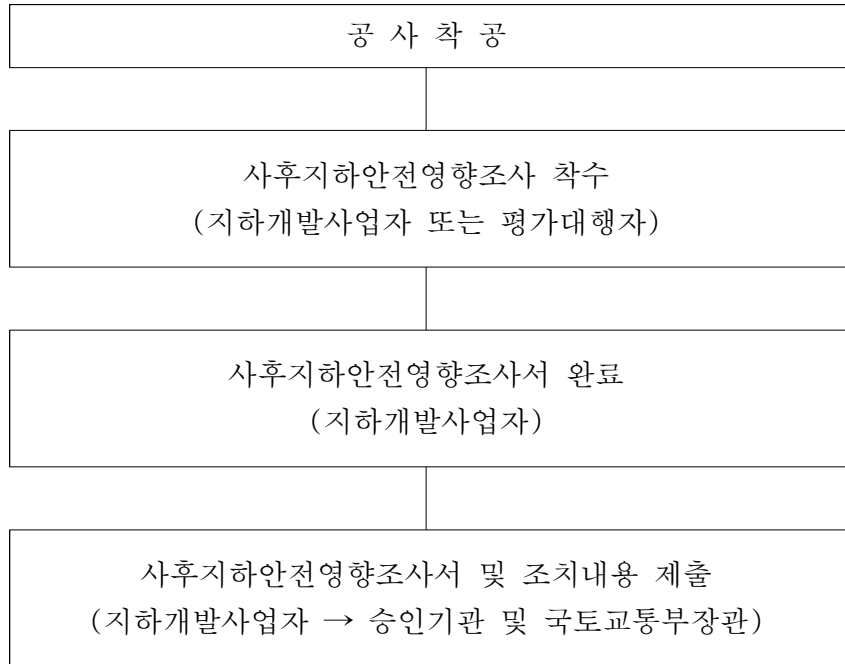 공 사 착 공
사후지하안전영향조사 착수
(지하개발사업자 또는 평가대행자)
사후지하안전영향조사서 완료
(지하개발사업자)
사후지하안전영향조사서 및 조치내용 제출
(지하개발사업자 → 승인기관 및 국토교통부장관)